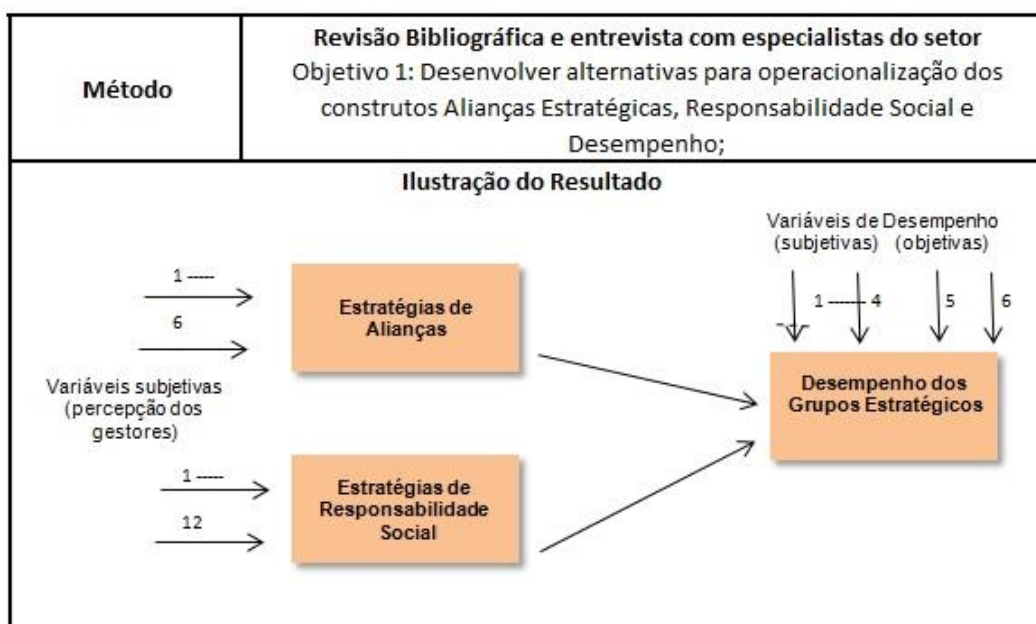 Método
Revisão Bibliográfica e entrevista com especialistas do setor
Objetivo 1: Desenvolver alternativas para operacionalização dos
construtos Alianças Estratégicas, Responsabilidade Social e
Desempenho;
Ilustração do Resultado
Variáveis de Desempenho
(subjetivas) (objetivas)
1 -----
6
Estratégias de
Alianças
1 ------- 4 5 6
Variáveis subjetivas
(percepção dos
gestores)
Desempenho dos
Grupos Estratégicos
1 -----
12
Estratégias de
Responsabilidade
Social